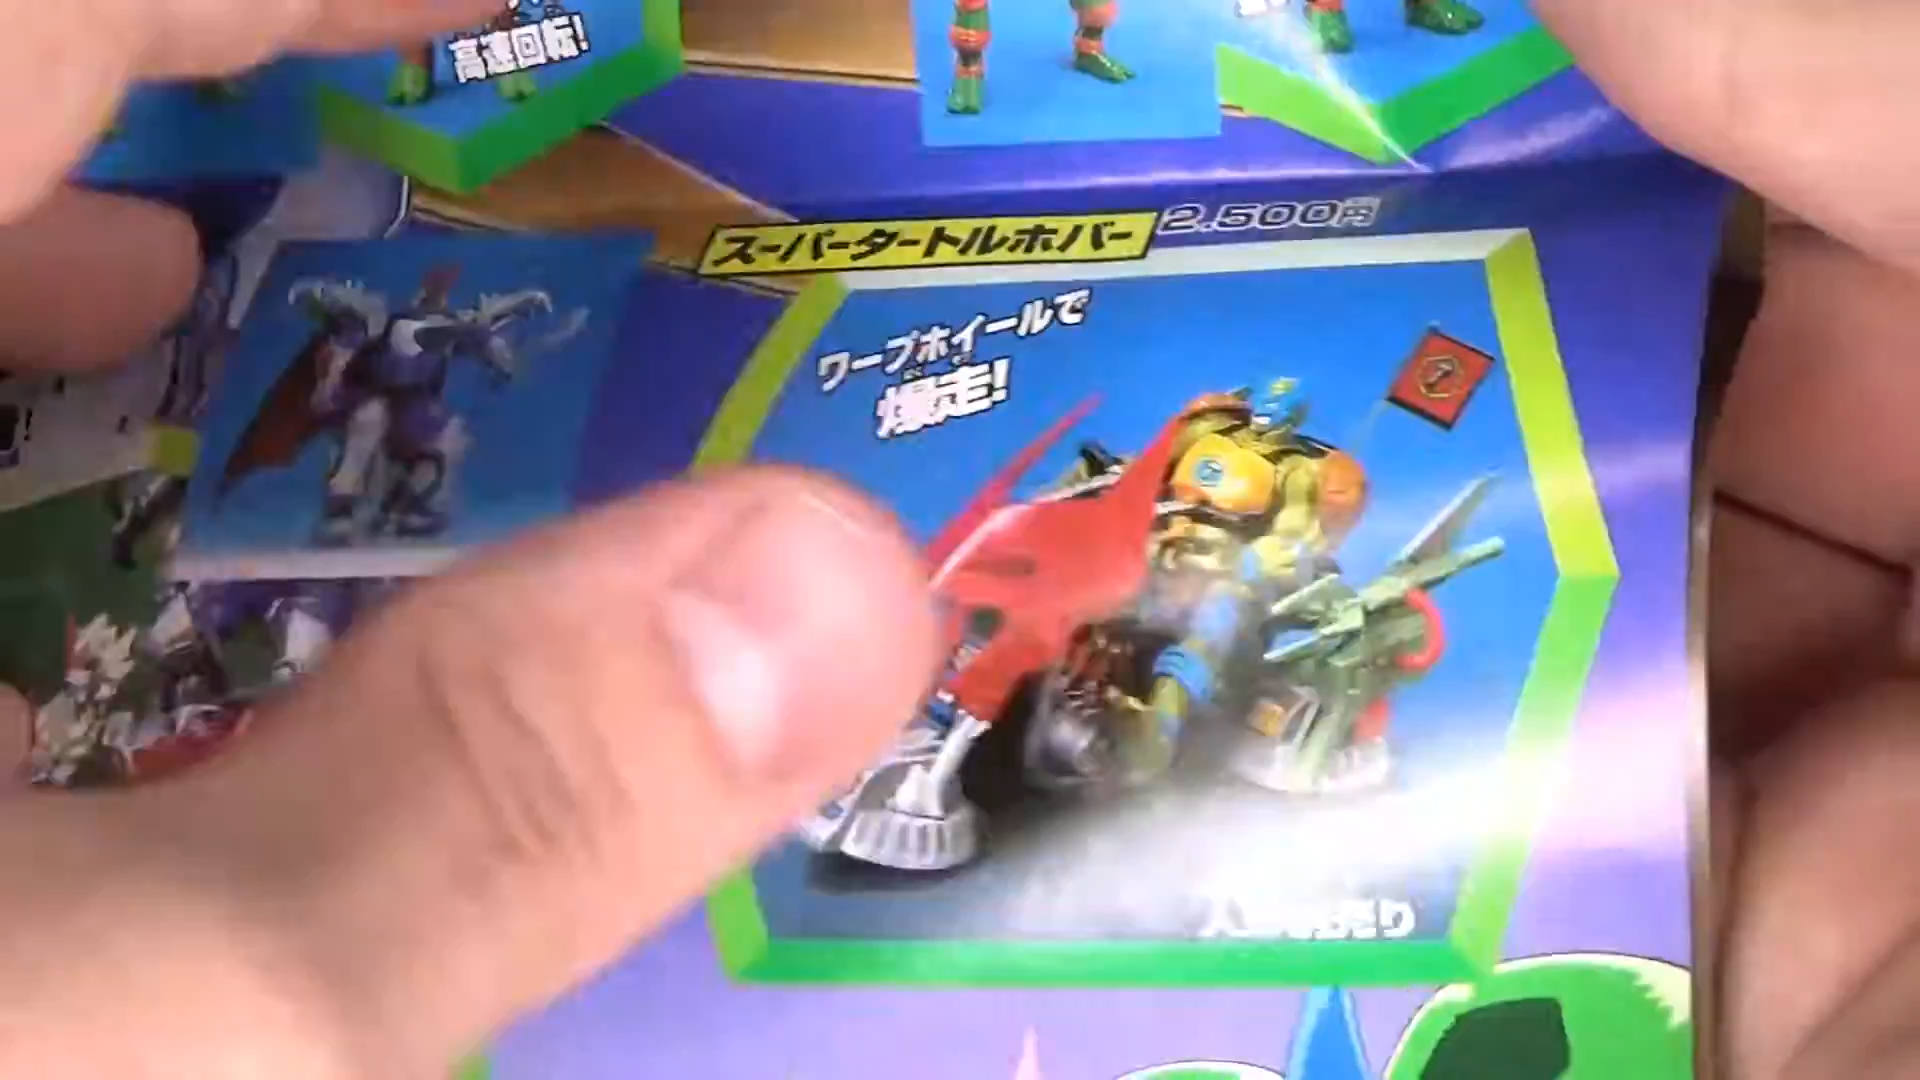 高速回転!
スーパータートルホバー 2.500円
ワープホイールで
爆走!